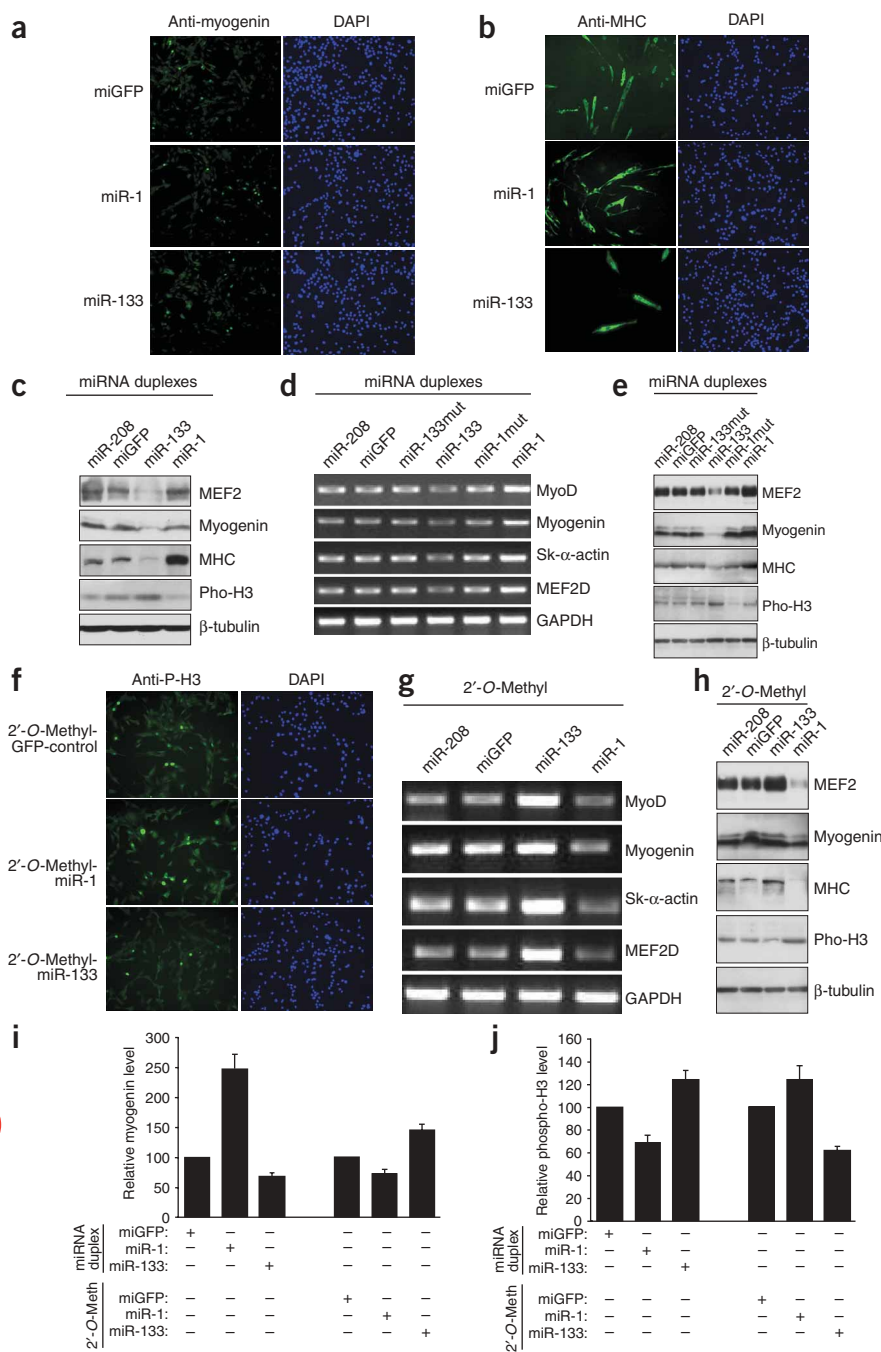 a
Anti-myogenin DAPI
miGFP
miR-1
miR-133
b
Anti-MHC DAPI
miGFP
miR-1
miR-133
c
miRNA duplexes
miR-208 miGFP miR-133 miR-1
MEF2
Myogenin
MHC
Pho-H3
β-tubulin
d
miRNA duplexes
miR-208 miGFP miR-133mut miR-133 miR-1mut miR-1
MyoD
Myogenin
Sk-α-actin
MEF2D
GAPDH
e
miRNA duplexes
miR-208 miGFP miR-133mut miR-133 miR-1mut miR-1
MEF2
Myogenin
MHC
Pho-H3
β-tubulin
f
Anti-P-H3 DAPI
2′-O-Methyl-
GFP-control
2′-O-Methyl-
miR-1
2′-O-Methyl-
miR-133
g
2′-O-Methyl
miR-208 miGFP miR-133 miR-1
MyoD
Myogenin
Sk-α-actin
MEF2D
GAPDH
h
2′-O-Methyl
miR-208 miGFP miR-133 miR-1
MEF2
Myogenin
MHC
Pho-H3
β-tubulin
i
Relative myogenin level
300
250
200
150
100
50
0
miRNA duplex
miGFP: + – – – – –
miR-1: – + – – – –
miR-133: – – + – – –
2′-O-Meth
miGFP: – – – + – –
miR-1: – – – – + –
miR-133: – – – – – +
j
Relative phospho-H3 level
160
140
120
100
80
60
40
20
0
miRNA duplex
miGFP: + – – – – –
miR-1: – + – – – –
miR-133: – – + – – –
2′-O-Meth
miGFP: – – – + – –
miR-1: – – – – + –
miR-133: – – – – – +